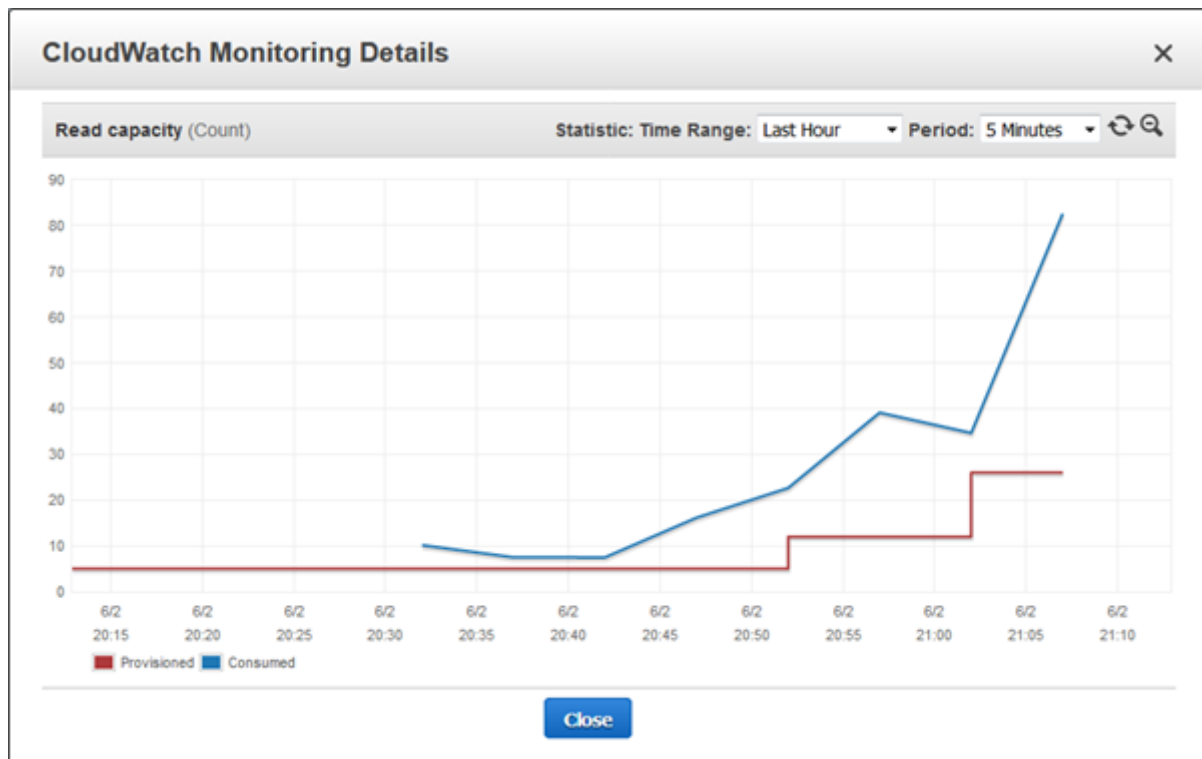 CloudWatch Monitoring Details ×
Read capacity (Count) Statistic: Time Range: Last Hour Period: 5 Minutes
90
80
70
60
50
40
30
20
10
0
6/2 6/2 6/2 6/2 6/2 6/2 6/2 6/2 6/2 6/2 6/2 6/2
20:15 20:20 20:25 20:30 20:35 20:40 20:45 20:50 20:55 21:00 21:05 21:10
Provisioned Consumed
Close